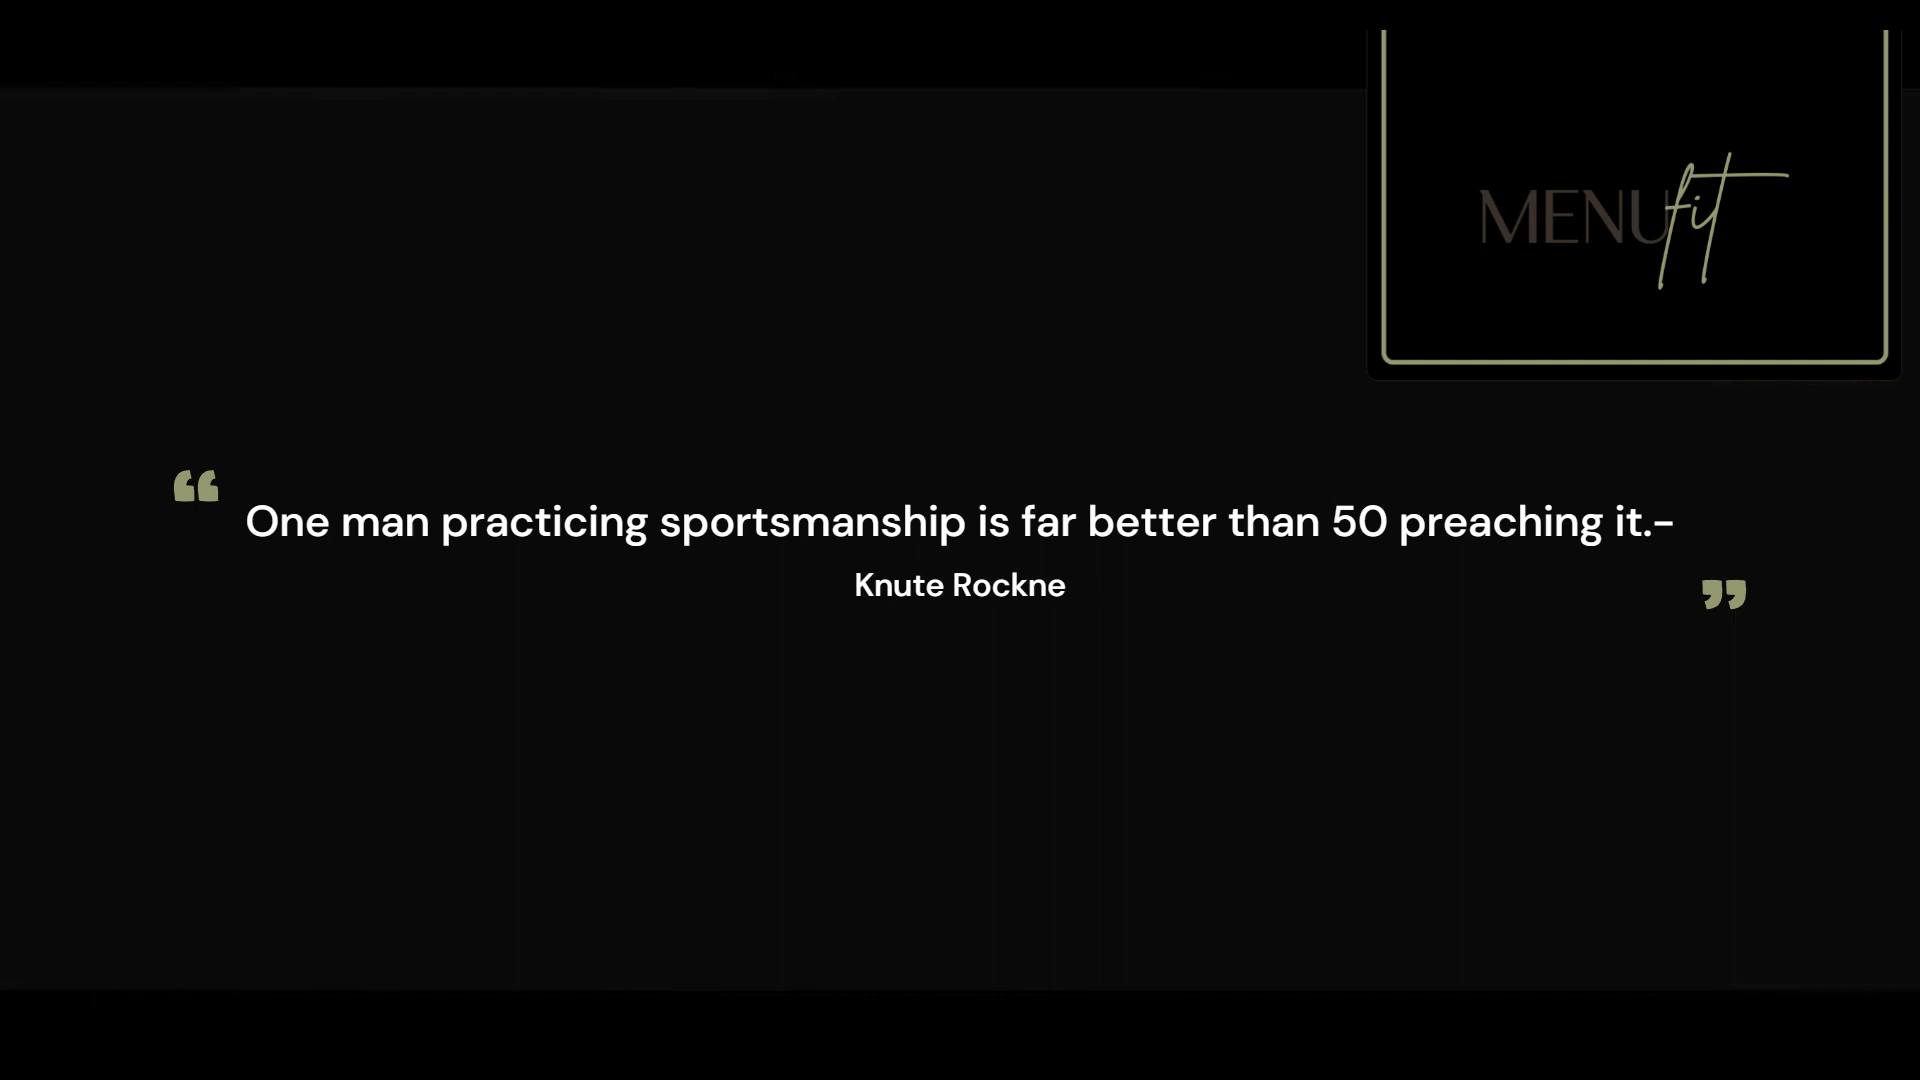 MENUfit
“ One man practicing sportsmanship is far better than 50 preaching it.-
Knute Rockne ”